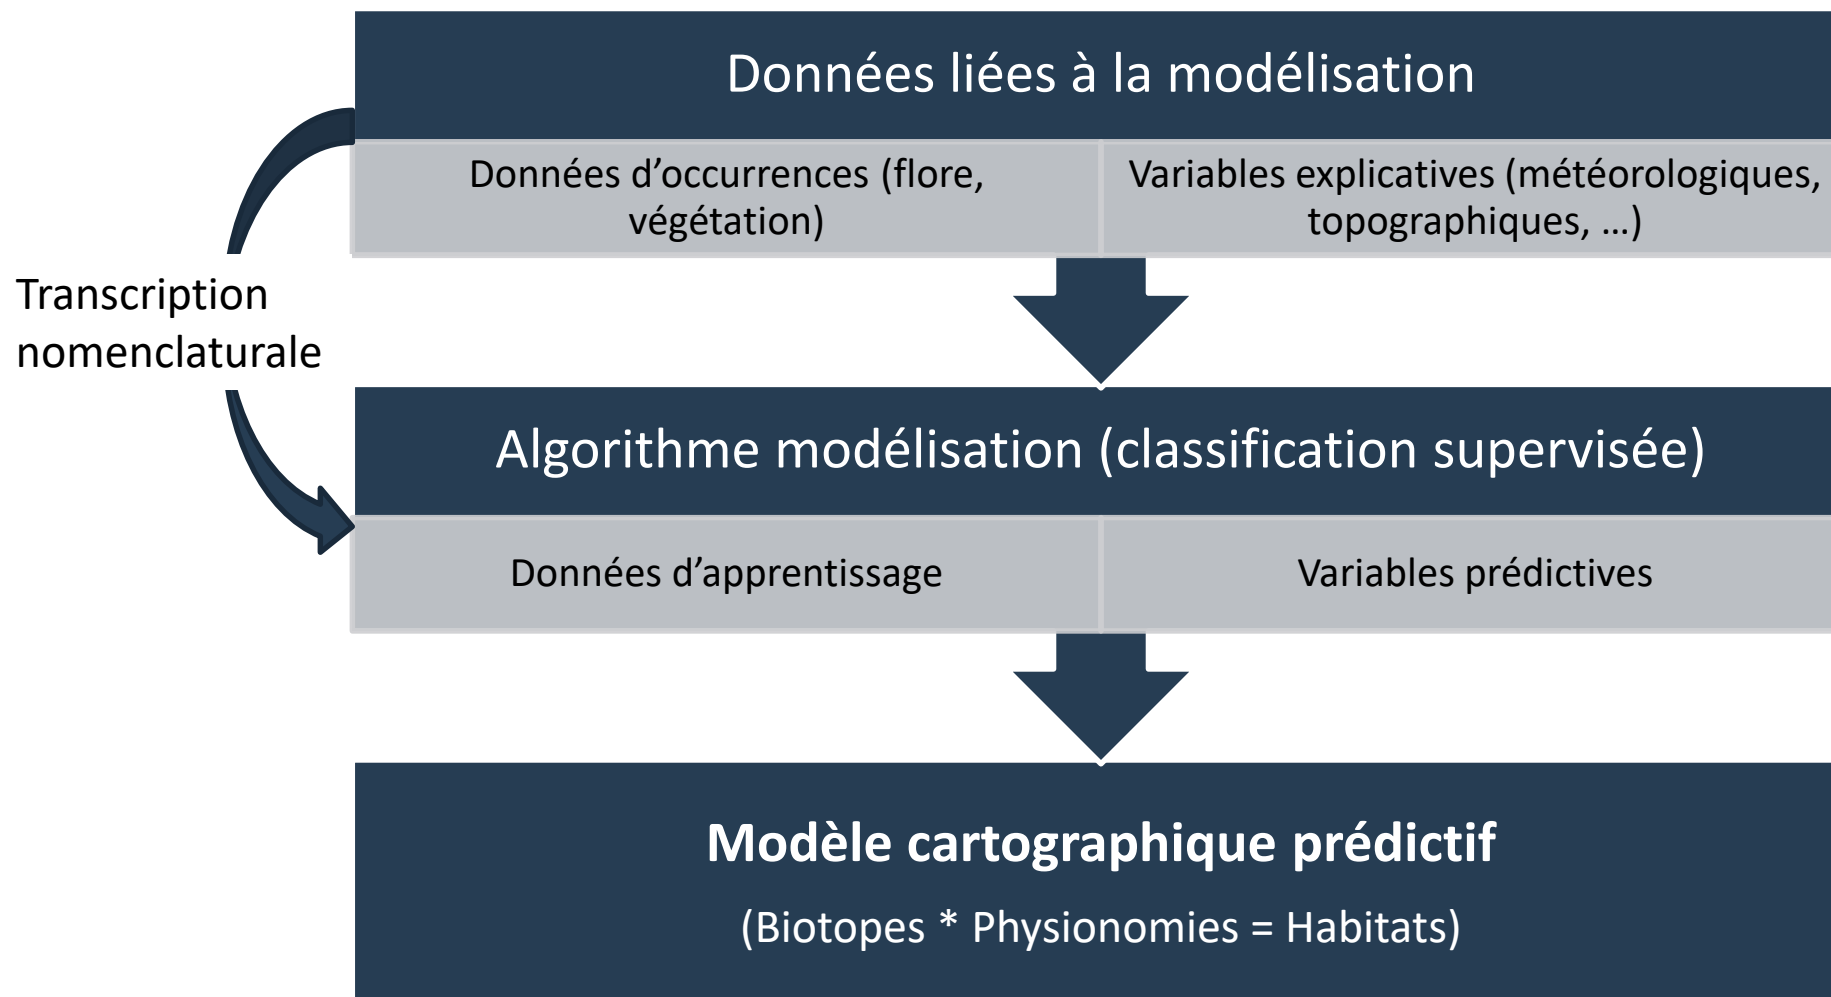 Données liées à la modélisation
Données d’occurrences (flore,
végétation)
Variables explicatives (météorologiques,
topographiques, …)
Transcription
nomenclaturale
Algorithme modélisation (classification supervisée)
Données d’apprentissage
Variables prédictives
Modèle cartographique prédictif
(Biotopes * Physionomies = Habitats)